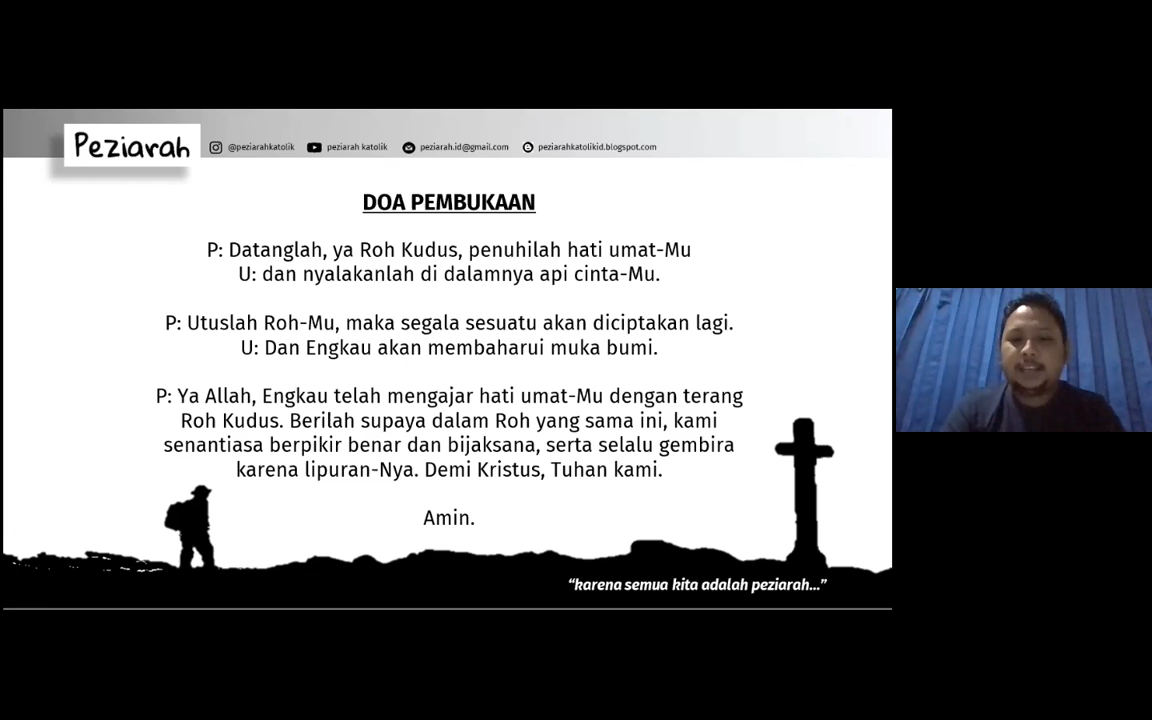 Peziarah
@peziarahkatolik peziarah katolik peziarah.id@gmail.com peziarahkatolikid.blogspot.com
DOA PEMBUKAAN
P: Datanglah, ya Roh Kudus, penuhilah hati umat-Mu
U: dan nyalakanlah di dalamnya api cinta-Mu.
P: Utuslah Roh-Mu, maka segala sesuatu akan diciptakan lagi.
U: Dan Engkau akan membaharui muka bumi.
P: Ya Allah, Engkau telah mengajar hati umat-Mu dengan terang
Roh Kudus. Berilah supaya dalam Roh yang sama ini, kami
senantiasa berpikir benar dan bijaksana, serta selalu gembira
karena lipuran-Nya. Demi Kristus, Tuhan kami.
Amin.
“karena semua kita adalah peziarah...”